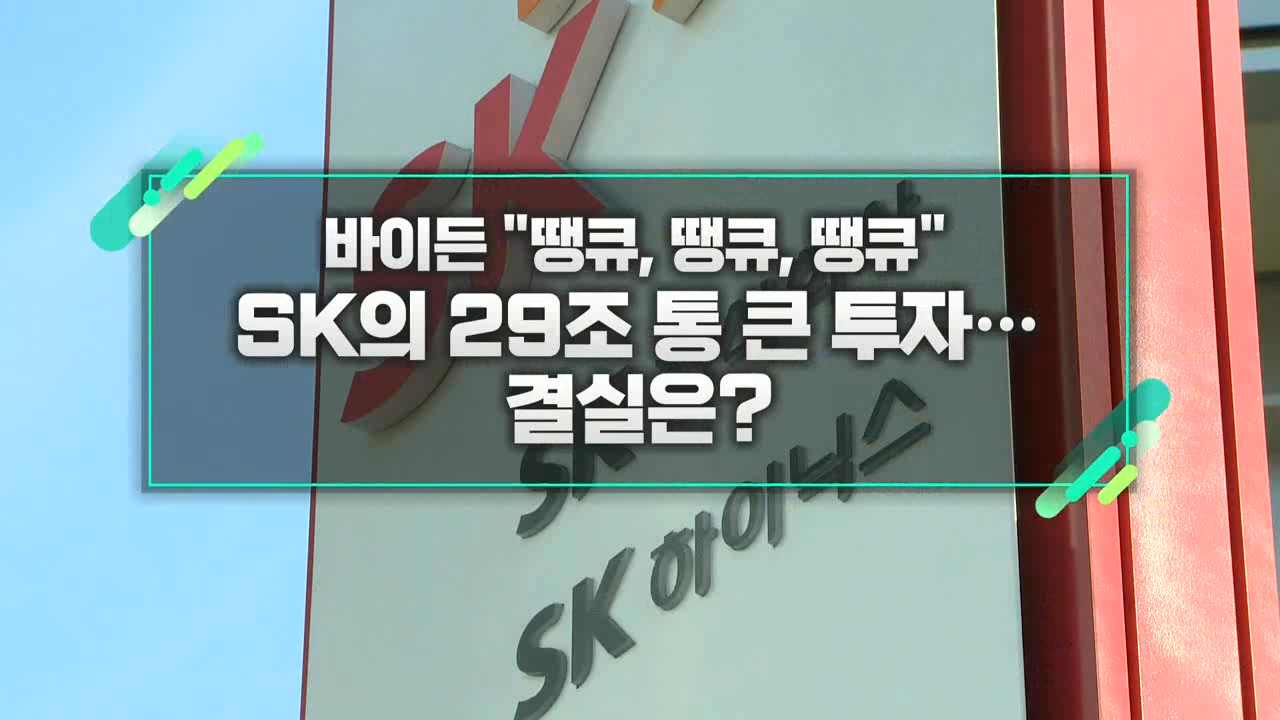 SK
바이든 "땡큐, 땡큐, 땡큐"
SK의 29조 통 큰 투자…
결실은?
SK
SK 하이닉스